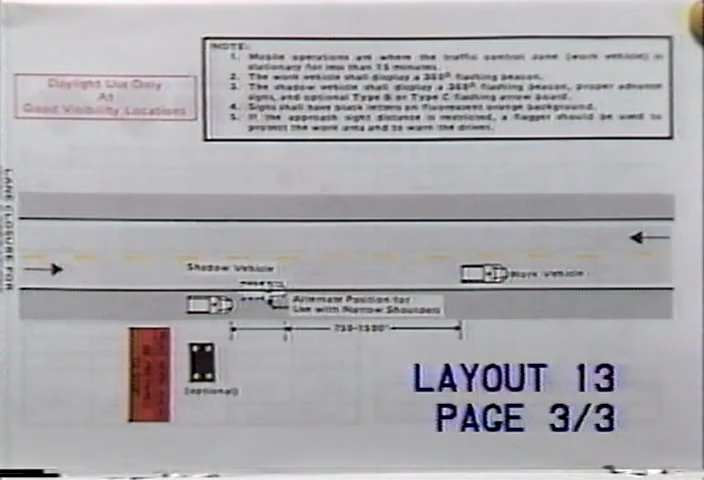 NOTE:
1. Mobile operations are where the traffic control zone (work vehicle) is
stationary for less than 15 minutes.
2. The work vehicle shall display a 360° flashing beacon.
3. The shadow vehicle shall display a 360° flashing beacon, proper advance
signs, and optional Type B or Type C flashing arrow board.
4. Signs shall have black letters on fluorescent orange background.
5. If the approach sight distance is restricted, a flagger should be used to
protect the work area and to warn the driver.
Daylight Use Only
At
Good Visibility Locations
LANE CLOSURE FOR
Shadow Vehicle
Work Vehicle
Alternate Position for
Use with Narrow Shoulders
750-1500'
(optional)
LAYOUT 13
PAGE 3/3